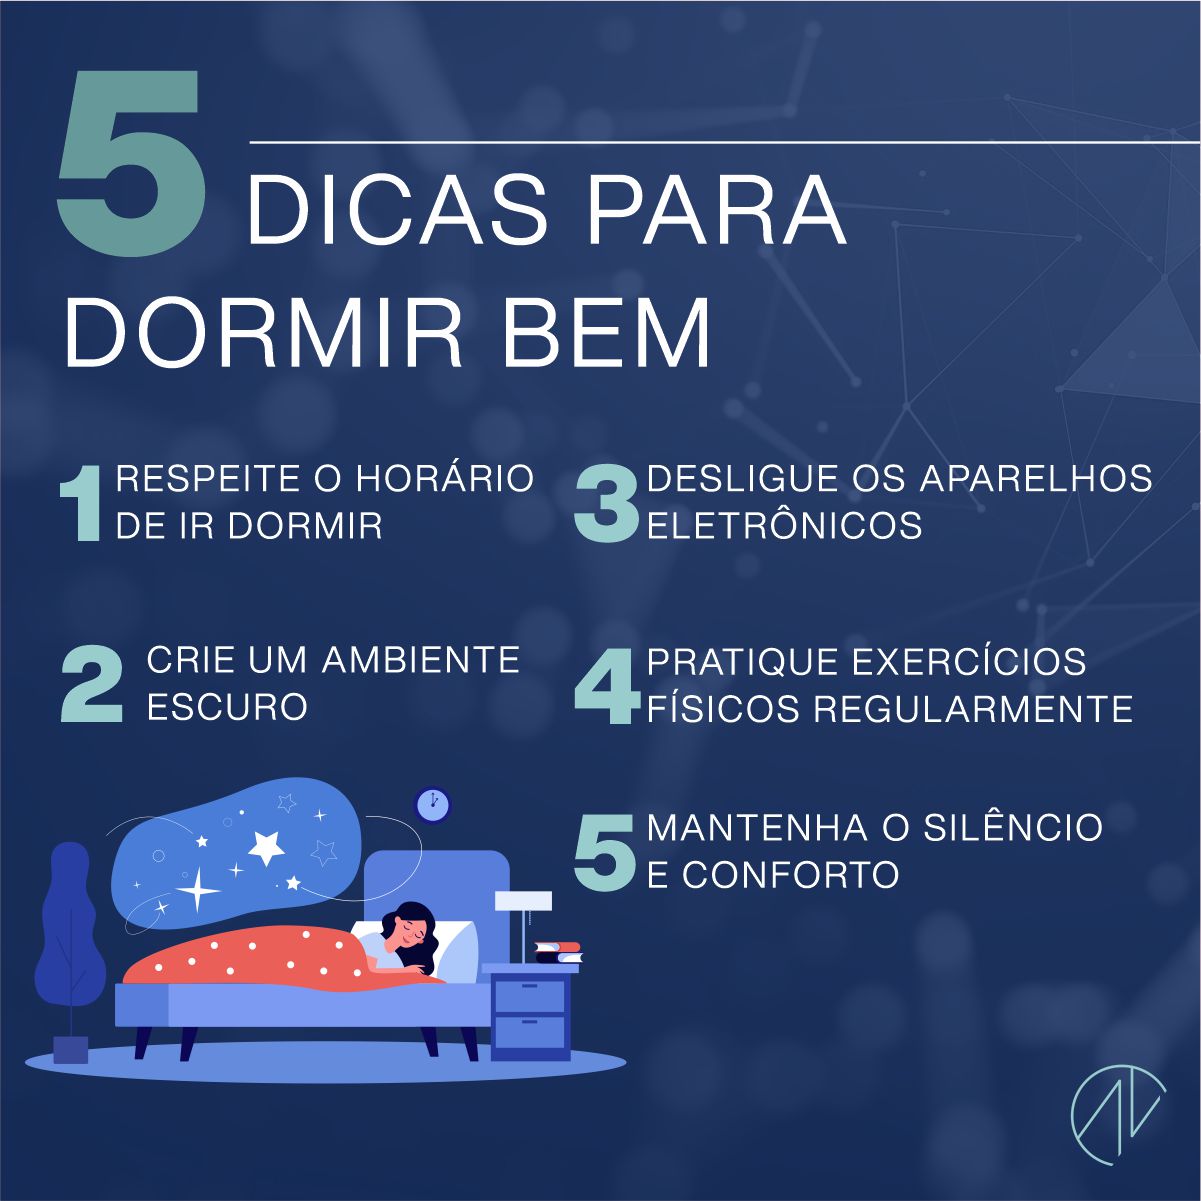 5 DICAS PARA
DORMIR BEM
1 RESPEITE O HORÁRIO
DE IR DORMIR
2 CRIE UM AMBIENTE
ESCURO
3 DESLIGUE OS APARELHOS
ELETRÔNICOS
4 PRATIQUE EXERCÍCIOS
FÍSICOS REGULARMENTE
5 MANTENHA O SILÊNCIO
E CONFORTO